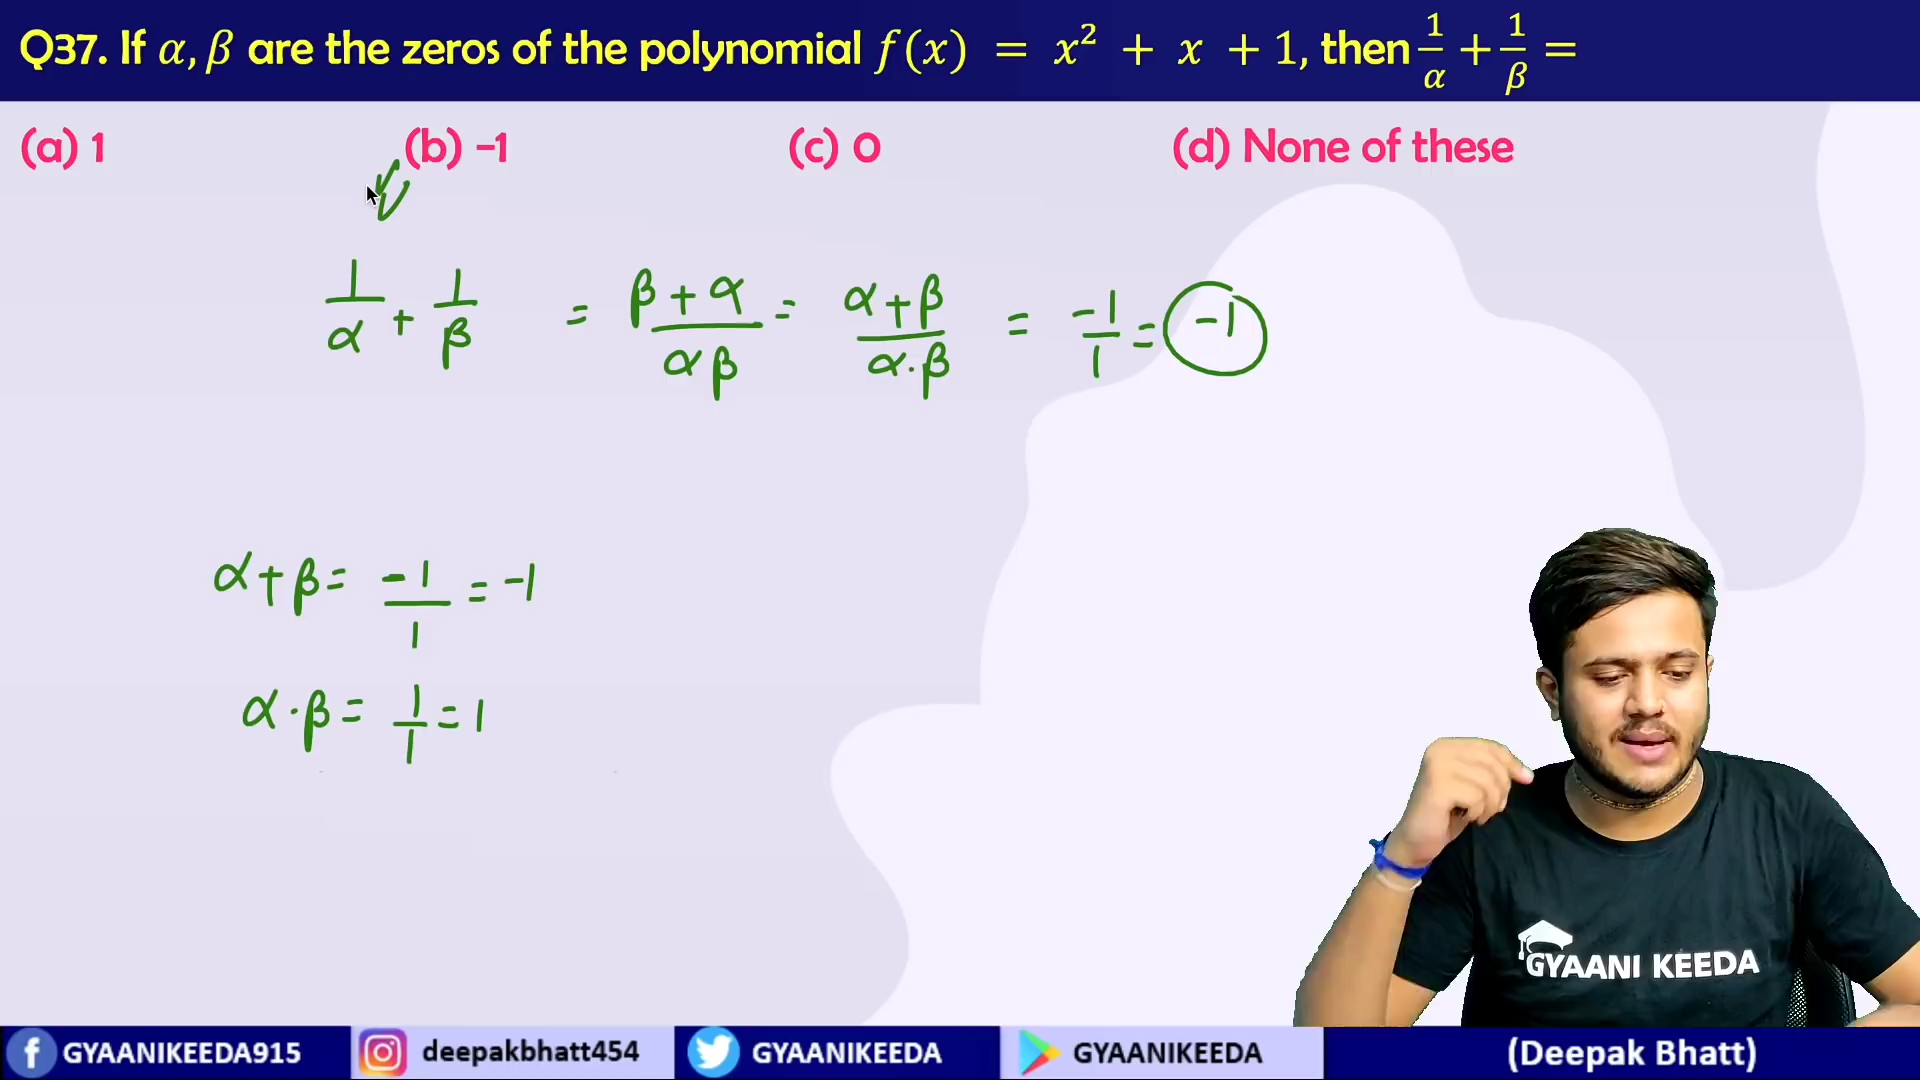 Q37. If α, β are the zeros of the polynomial f(x) = x² + x + 1, then 1/α + 1/β =
(a) 1 (b) -1 (c) 0 (d) None of these
1/α + 1/β = β + α/αβ = α+β/α·β = -1/1 = -1
α+β = -1/1 = -1
α·β = 1/1 = 1
GYAANI KEEDA
GYAANIKEEDA915 deepakbhatt454 GYAANIKEEDA GYAANIKEEDA (Deepak Bhatt)